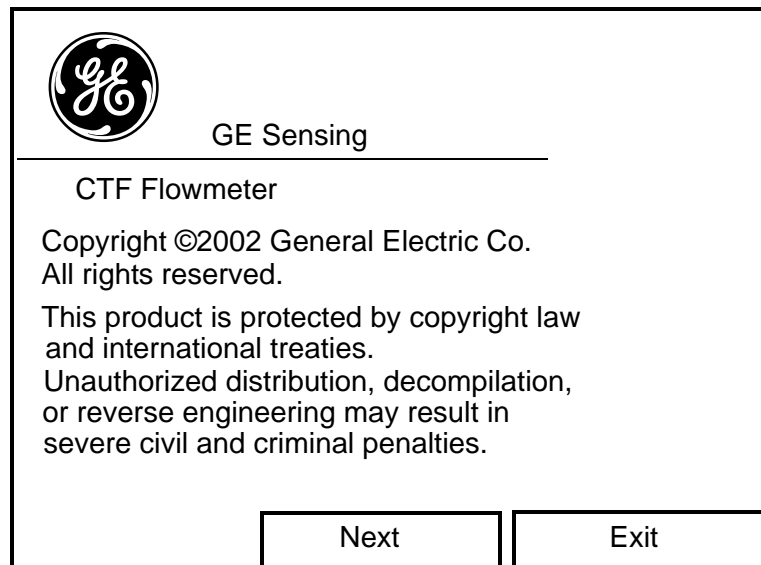 GE
GE Sensing
CTF Flowmeter
Copyright ©2002 General Electric Co.
All rights reserved.
This product is protected by copyright law
and international treaties.
Unauthorized distribution, decompilation,
or reverse engineering may result in
severe civil and criminal penalties.
Next
Exit